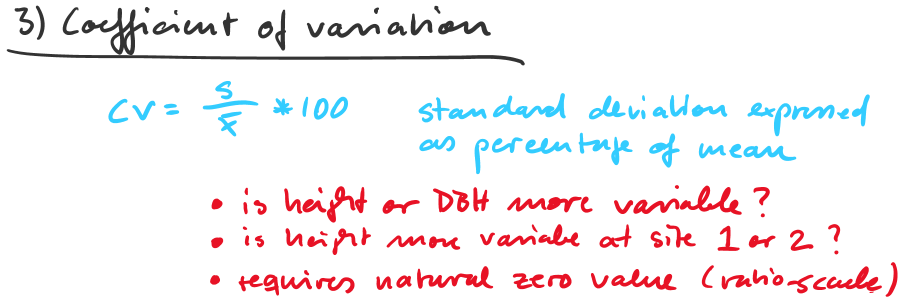 3) Coefficient of variation
CV = s/x̄ * 100 standard deviation expressed
as percentage of mean
• is height or DBH more variable?
• is height more variable at site 1 or 2?
• requires natural zero value (ratio-scale)